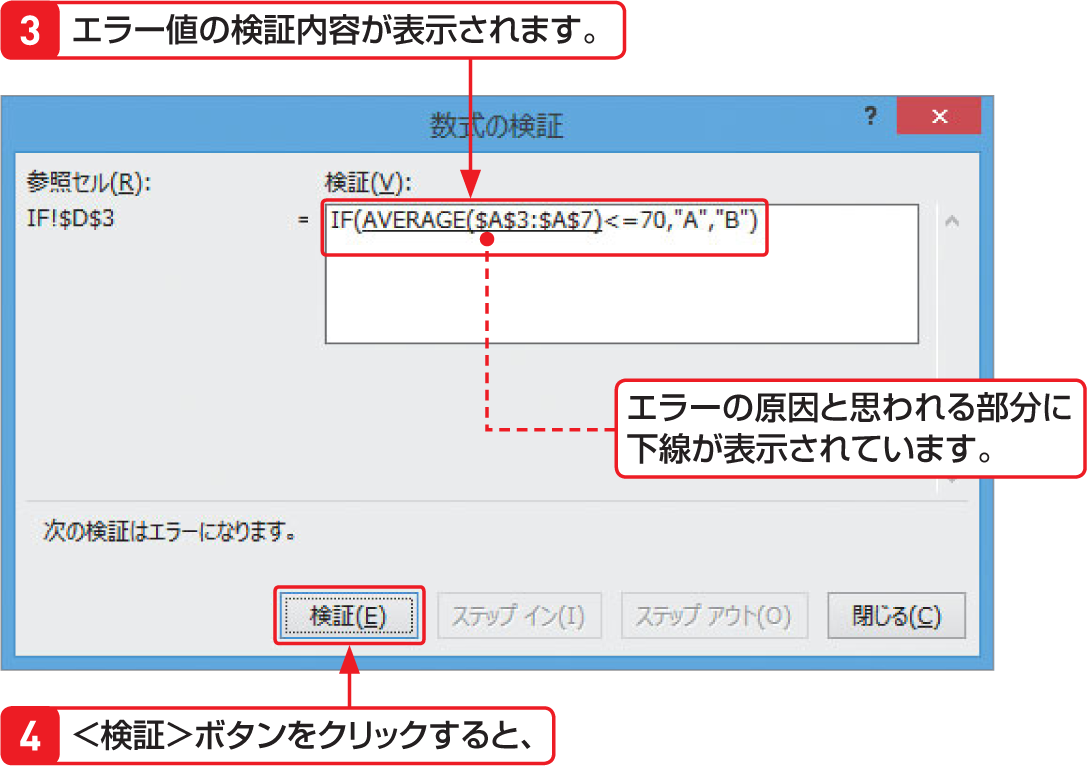 3 エラー値の検証内容が表示されます。
数式の検証
? ×
参照セル(R):
検証(V):
IF!$D$3
= IF(AVERAGE($A$3:$A$7)<=70,"A","B")
エラーの原因と思われる部分に
下線が表示されています。
次の検証はエラーになります。
検証(E)
ステップ イン(I)
ステップ アウト(O)
閉じる(C)
4 <検証>ボタンをクリックすると、